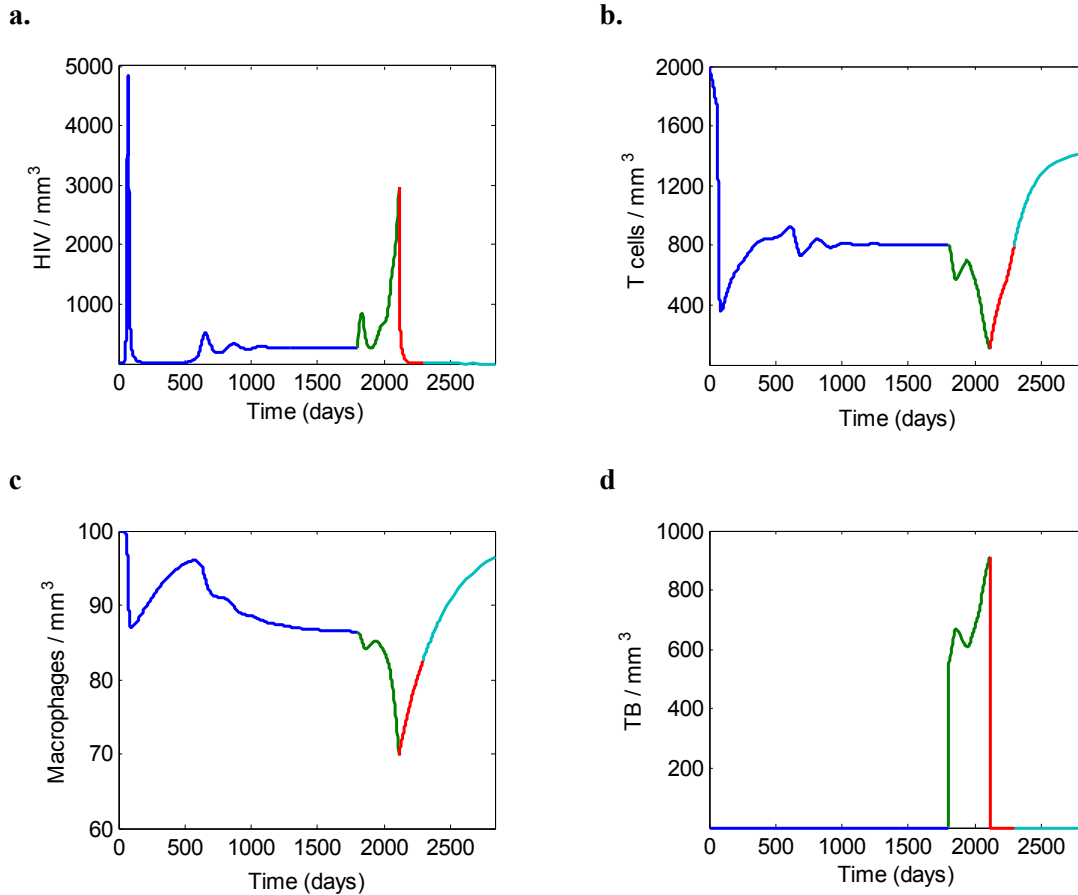 a.
5000
4000
3000
2000
1000
0 500 1000 1500 2000 2500
HIV / mm³
Time (days)
b.
2000
1600
1200
800
400
0 500 1000 1500 2000 2500
T cells / mm³
Time (days)
c
100
90
80
70
60
0 500 1000 1500 2000 2500
Macrophages / mm³
Time (days)
d
1000
800
600
400
200
0 500 1000 1500 2000 2500
TB / mm³
Time (days)